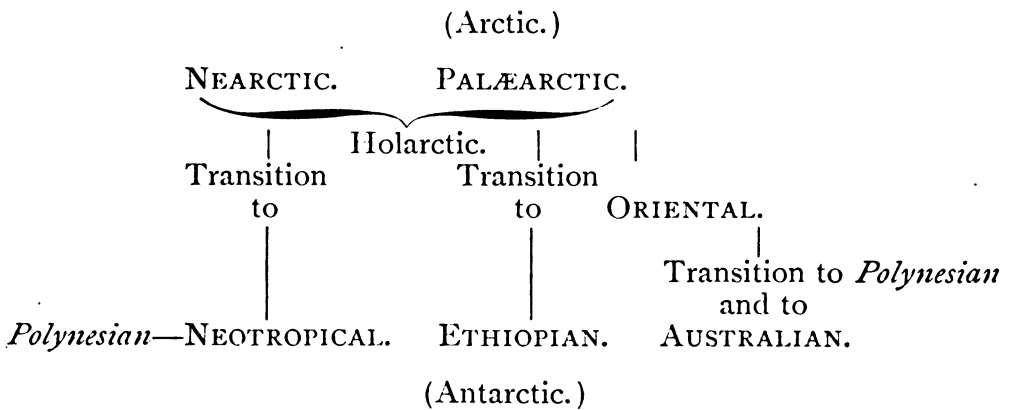 (Arctic.)
NEARCTIC. PALÆARCTIC.
Holarctic.
Transition Transition
to to ORIENTAL.
Transition to Polynesian
and to
Polynesian—NEOTROPICAL. ETHIOPIAN. AUSTRALIAN.
(Antarctic.)